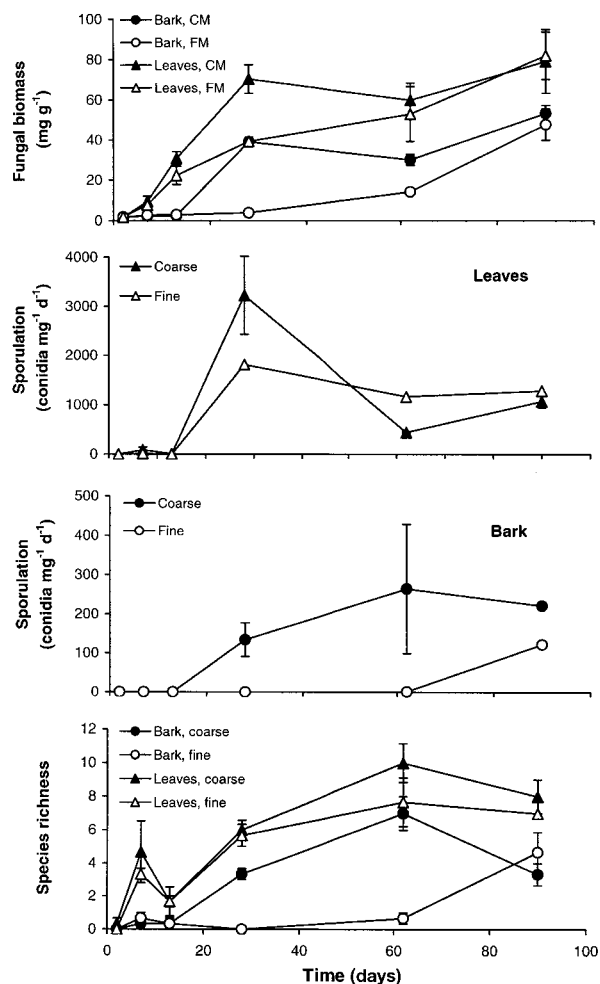 Bark, CM
Bark, FM
Leaves, CM
Leaves, FM
Fungal biomass
(mg g⁻¹)
100
80
60
40
20
0
Coarse
Fine
Leaves
Sporulation
(conidia mg⁻¹ d⁻¹)
4000
3000
2000
1000
0
Coarse
Fine
Bark
Sporulation
(conidia mg⁻¹ d⁻¹)
500
400
300
200
100
0
Bark, coarse
Bark, fine
Leaves, coarse
Leaves, fine
Species richness
12
10
8
6
4
2
0
0 20 40 60 80 100
Time (days)